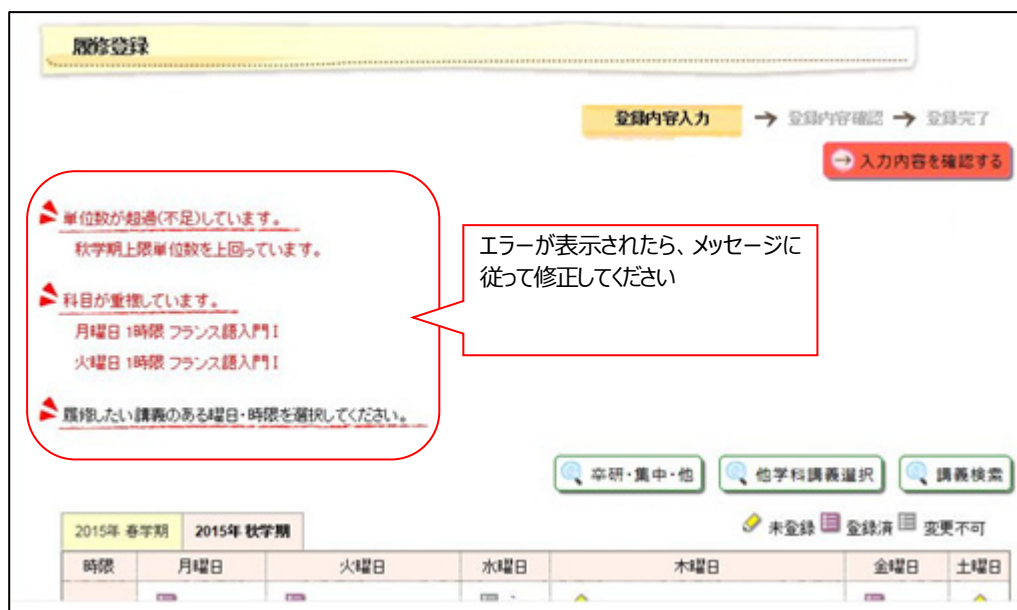 履修登録
登録内容入力 → 登録内容確認 → 登録完了
→ 入力内容を確認する
単位数が超過(不足)しています。
秋学期上限単位数を上回っています。
エラーが表示されたら、メッセージに
従って修正してください
科目が重複しています。
月曜日 1時限 フランス語入門 I
火曜日 1時限 フランス語入門 I
履修したい講義のある曜日・時限を選択してください。
卒研・集中・他 他学科講義選択 講義検索
2015年 春学期 2015年 秋学期 未登録 登録済 変更不可
時限 月曜日 火曜日 水曜日 木曜日 金曜日 土曜日